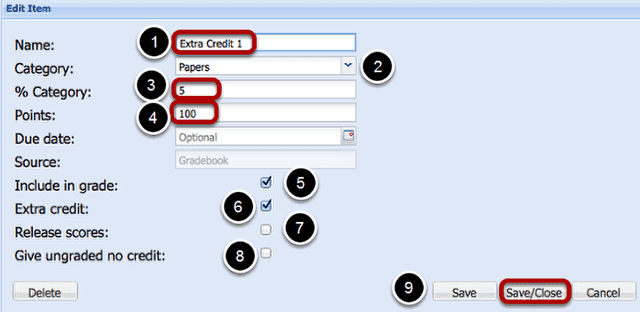 Edit Item
Name: 1 Extra Credit 1
Category: Papers 2
% Category: 3 5
Points: 4 100
Due date: Optional
Source: Gradebook
Include in grade: 5
Extra credit: 6
Release scores: 7
Give ungraded no credit: 8
Delete 9 Save Save/Close Cancel